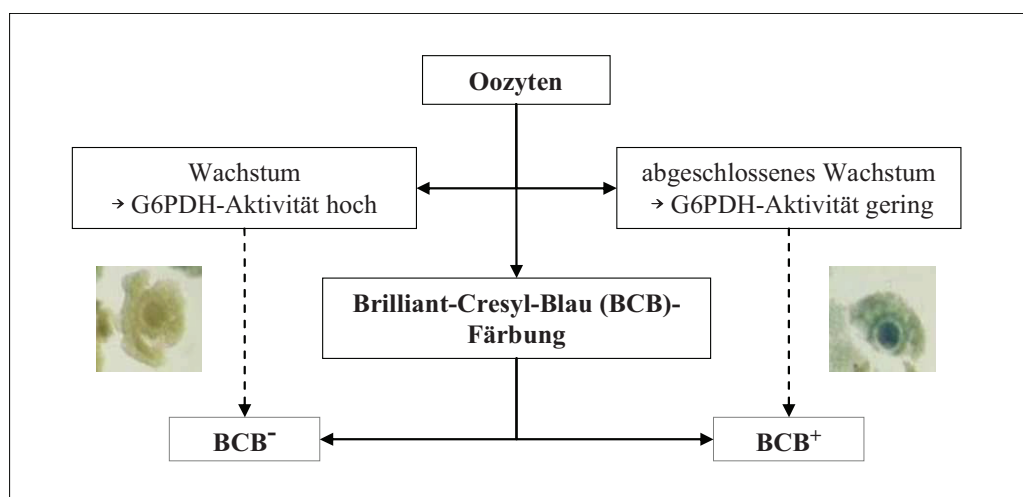 Oozyten
Wachstum
→ G6PDH-Aktivität hoch
abgeschlossenes Wachstum
→ G6PDH-Aktivität gering
Brilliant-Cresyl-Blau (BCB)-
Färbung
BCB⁻
BCB⁺